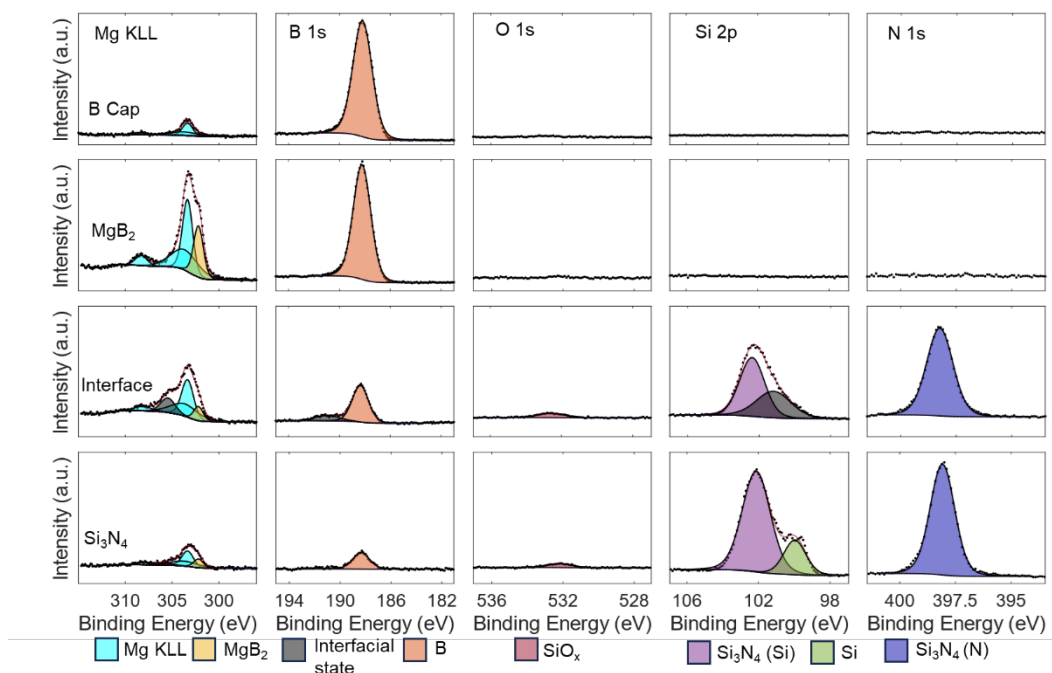 Mg KLL
B 1s
O 1s
Si 2p
N 1s
Intensity (a.u.)
B Cap
Intensity (a.u.)
MgB₂
Intensity (a.u.)
Interface
Intensity (a.u.)
Si₃N₄
310 305 300
194 190 186 182
536 532 528
106 102 98
400 397.5 395
Binding Energy (eV)
Binding Energy (eV)
Binding Energy (eV)
Binding Energy (eV)
Binding Energy (eV)
Mg KLL
MgB₂
Interfacial
state
B
SiOₓ
Si₃N₄ (Si)
Si
Si₃N₄ (N)